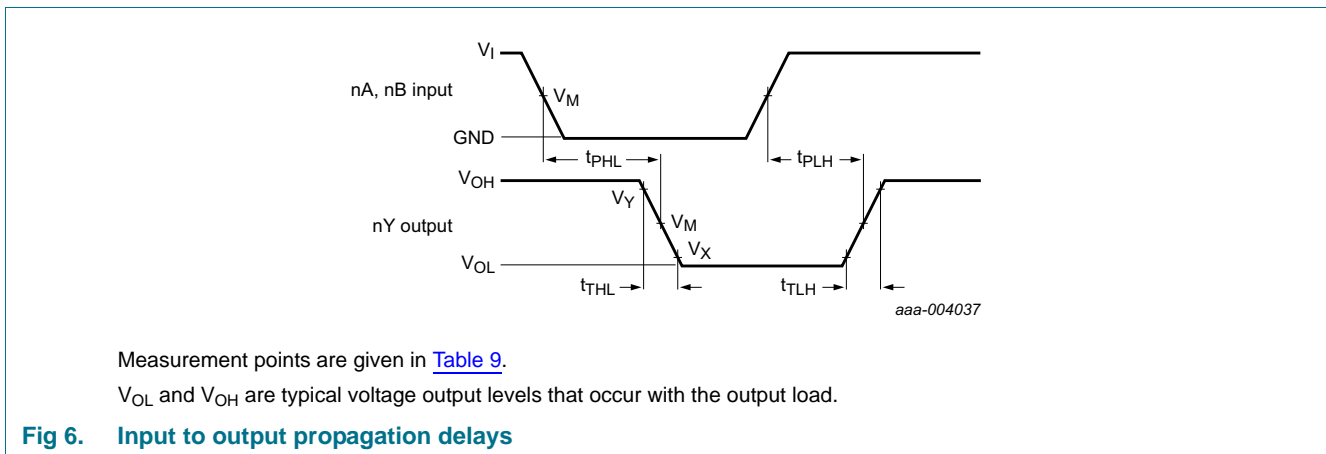 V_I
nA, nB input
V_M
GND
t_PHL
t_PLH
V_OH
V_Y
nY output
V_M
V_X
V_OL
t_THL
t_TLH
aaa-004037
Measurement points are given in Table 9.
V_OL and V_OH are typical voltage output levels that occur with the output load.
Fig 6. Input to output propagation delays